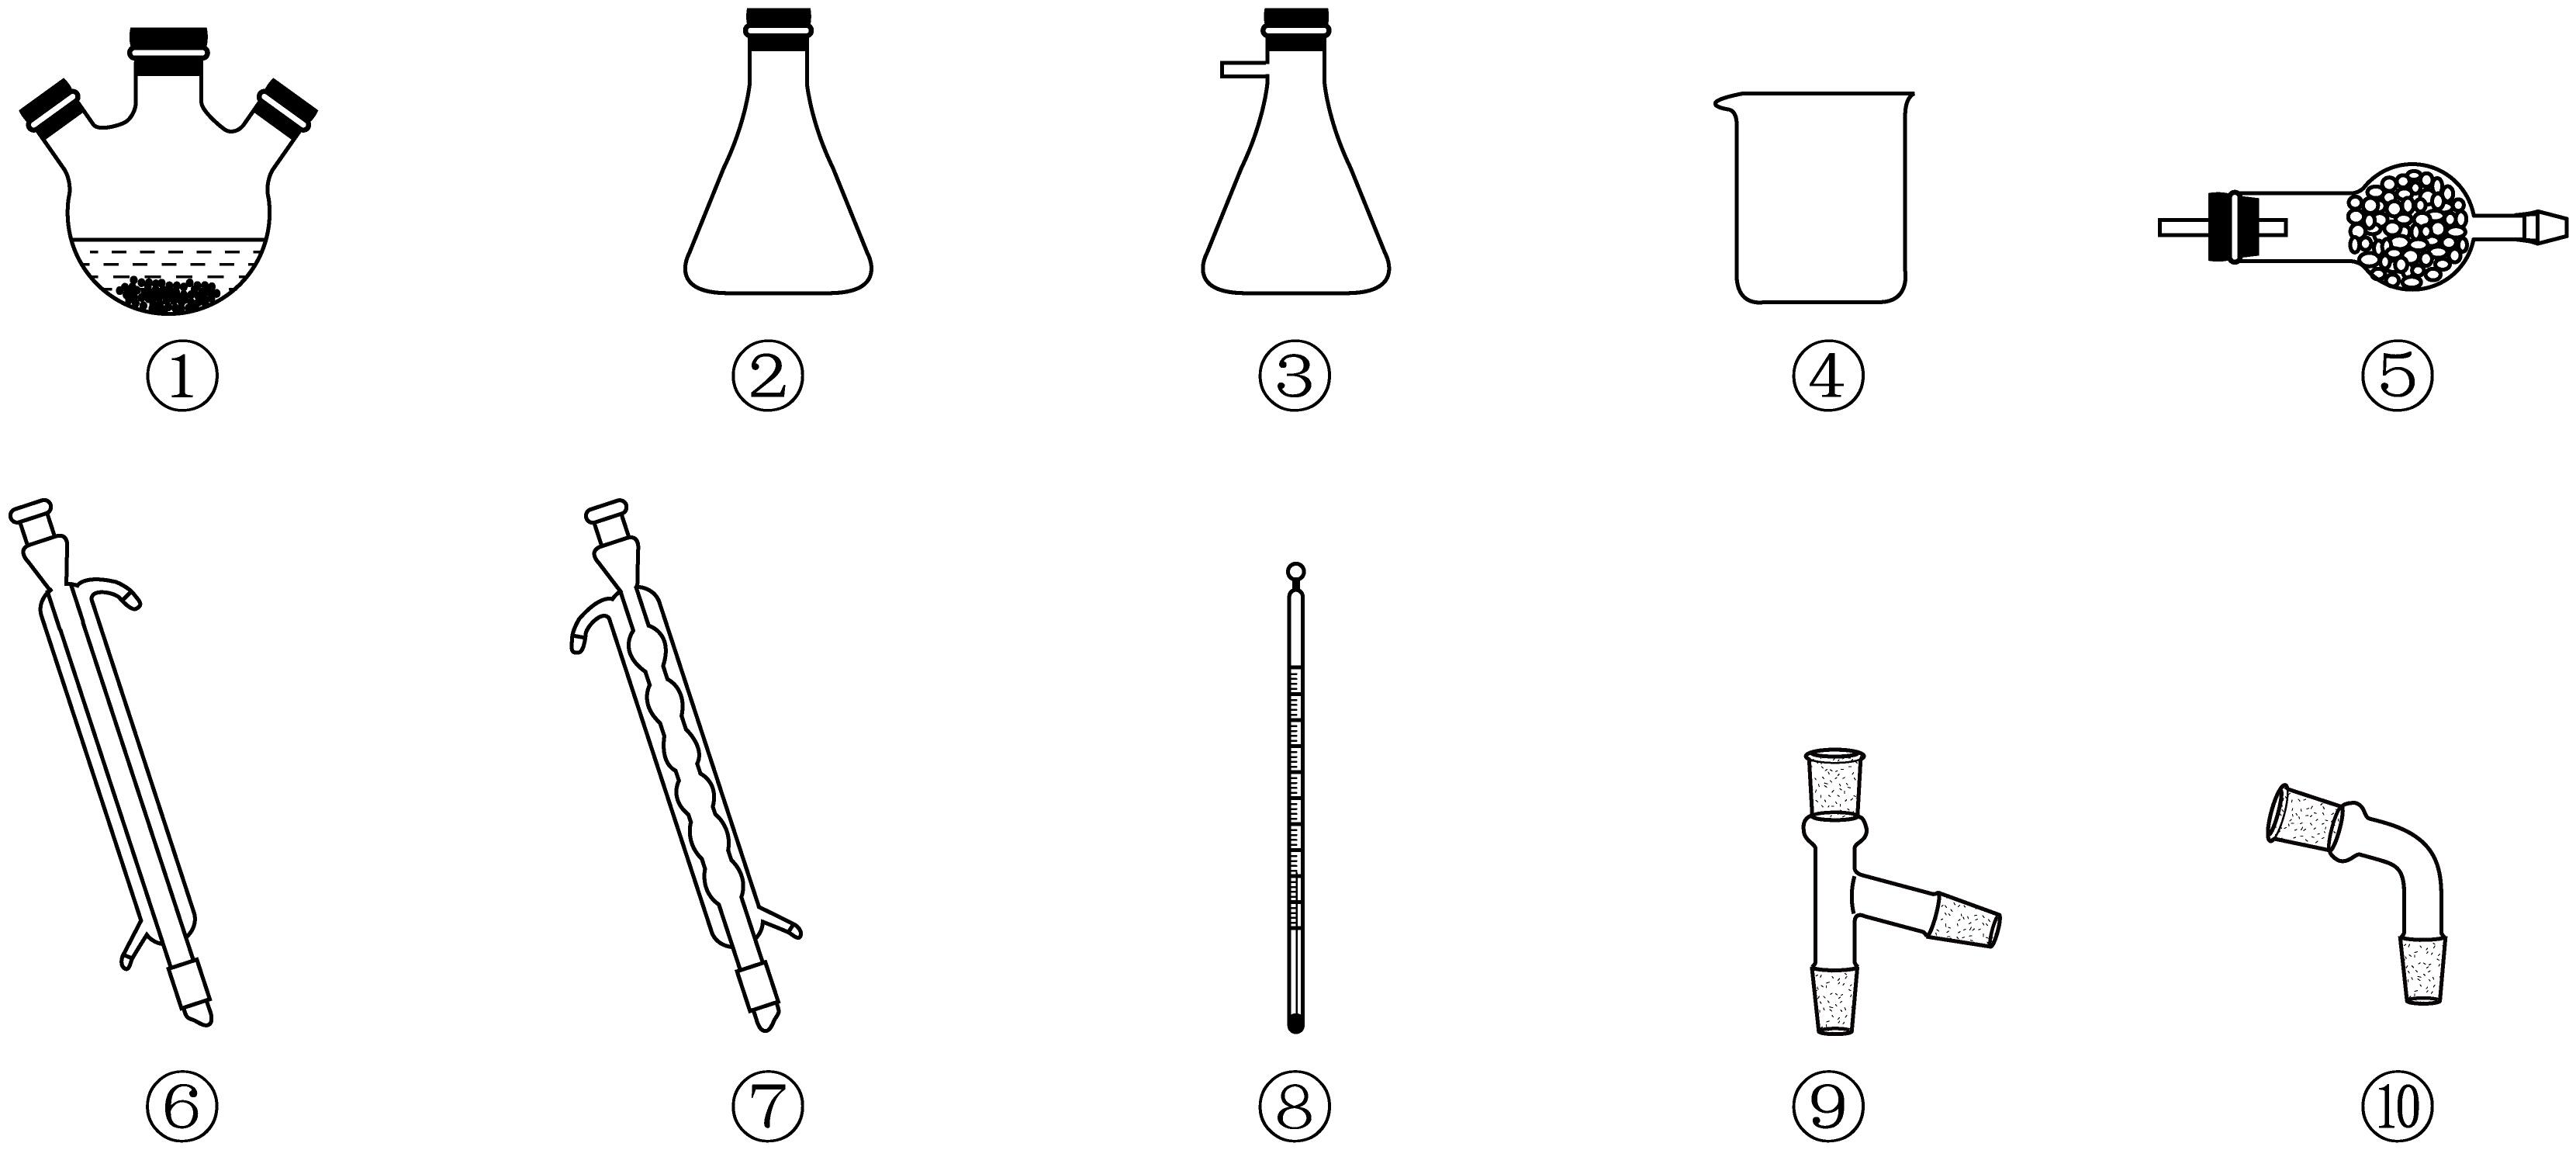 ① ② ③ ④ ⑤
⑥ ⑦ ⑧ ⑨ ⑩